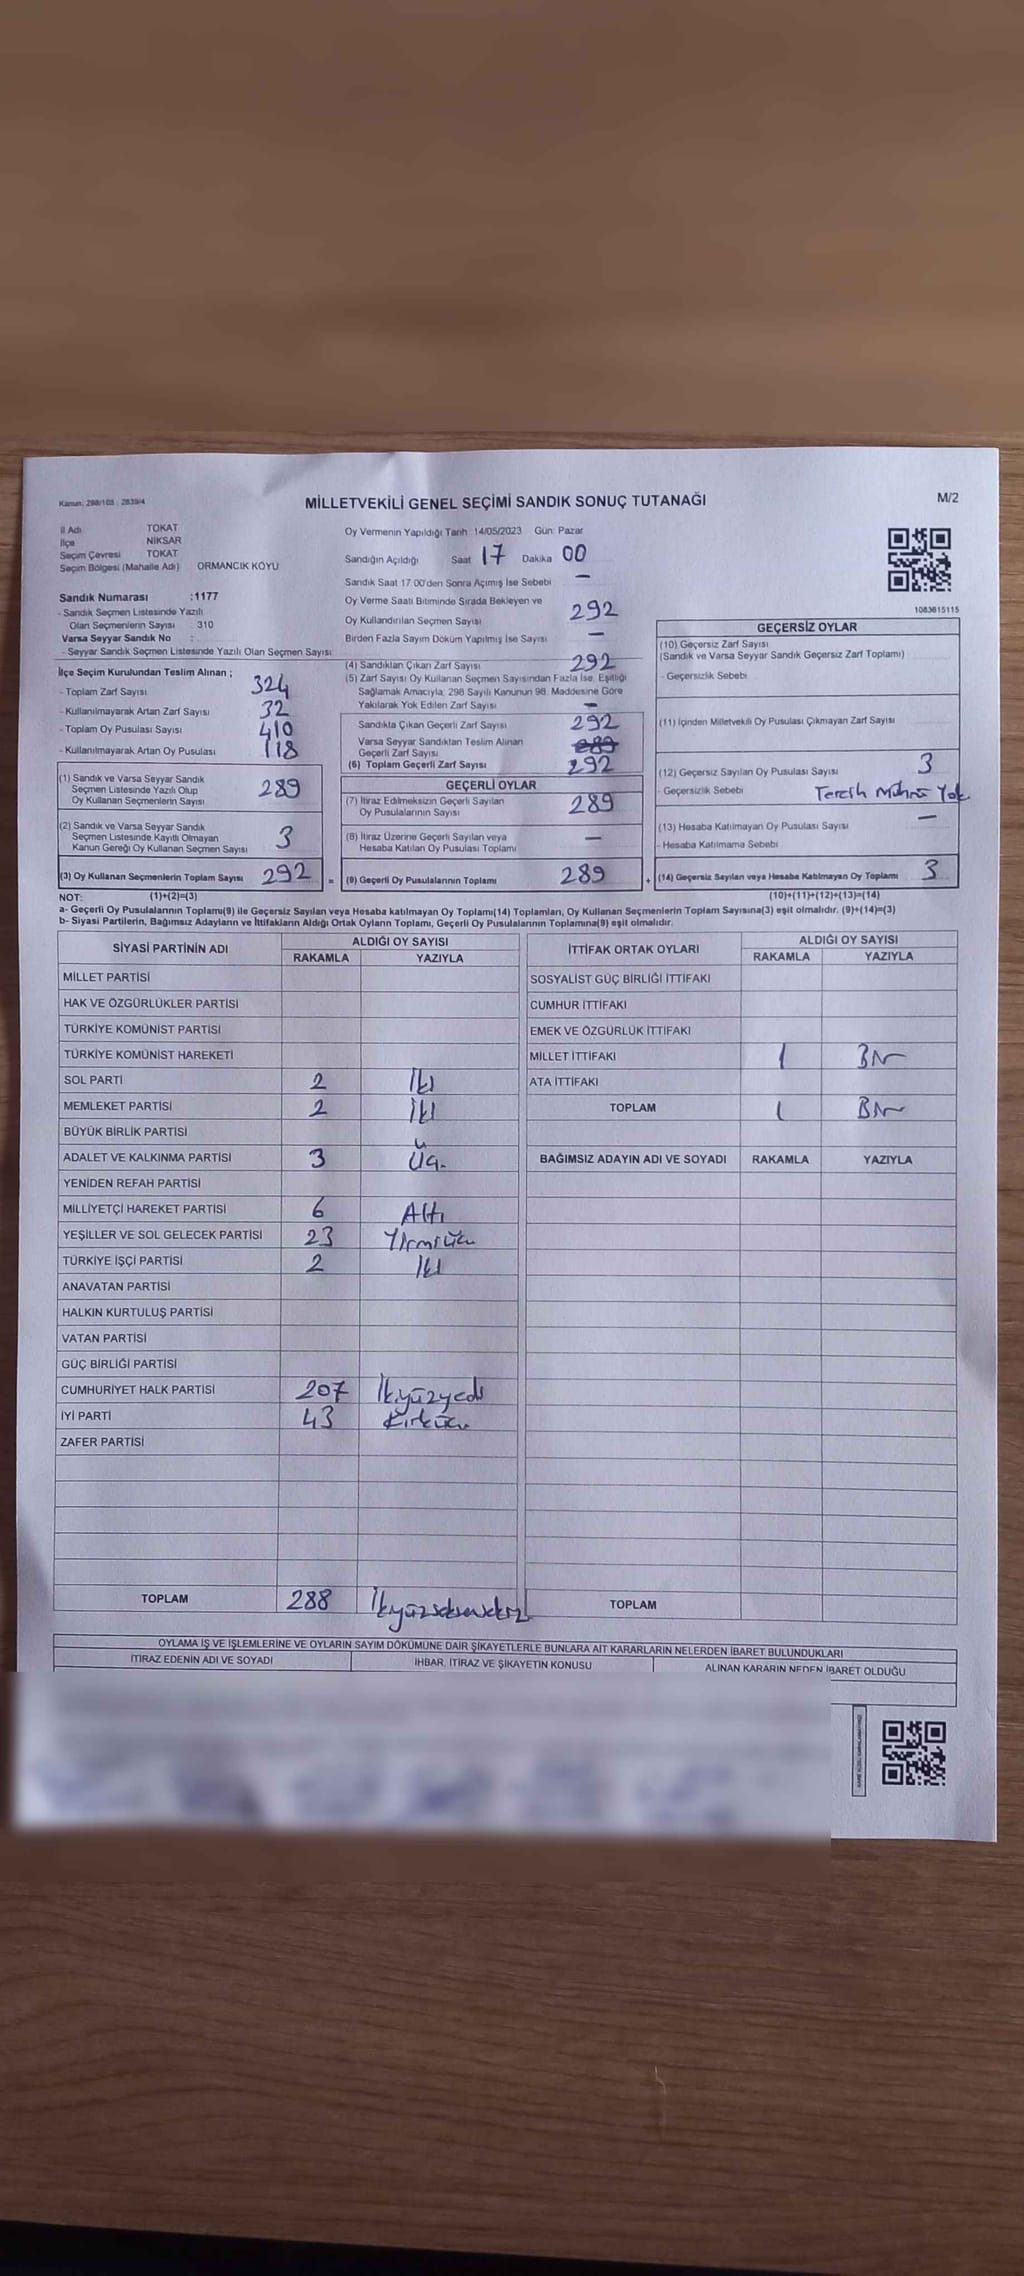 Kanun: 298/105 , 2839/4
MİLLETVEKİLİ GENEL SEÇİMİ SANDIK SONUÇ TUTANAĞI
M/2
İl Adı TOKAT
İlçe NİKSAR
Seçim Çevresi TOKAT
Seçim Bölgesi (Mahalle Adı) ORMANCIK KÖYÜ
Sandık Numarası :1177
- Sandık Seçmen Listesinde Yazılı
Olan Seçmenlerin Sayısı 310
Varsa Seyyar Sandık No :
- Seyyar Sandık Seçmen Listesinde Yazılı Olan Seçmen Sayısı
İlçe Seçim Kurulundan Teslim Alınan ;
- Toplam Zarf Sayısı 324
- Kullanılmayarak Artan Zarf Sayısı 32
- Toplam Oy Pusulası Sayısı 410
- Kullanılmayarak Artan Oy Pusulası 118
(1) Sandık ve Varsa Seyyar Sandık
Seçmen Listesinde Yazılı Olup
Oy Kullanan Seçmenlerin Sayısı 289
(2) Sandık ve Varsa Seyyar Sandık
Seçmen Listesinde Kayıtlı Olmayan
Kanun Gereği Oy Kullanan Seçmen Sayısı 3
(3) Oy Kullanan Seçmenlerin Toplam Sayısı 292 =
Oy Vermenin Yapıldığı Tarih :14/05/2023 Gün: Pazar
Sandığın Açıldığı Saat 17 Dakika 00
Sandık Saat 17:00'den Sonra Açımış İse Sebebi –
Oy Verme Saati Bitiminde Sırada Bekleyen ve
Oy Kullandırılan Seçmen Sayısı 292
Birden Fazla Sayım Döküm Yapılmış İse Sayısı –
(4) Sandıktan Çıkan Zarf Sayısı 292
(5) Zarf Sayısı Oy Kullanan Seçmen Sayısından Fazla İse, Eşitliği
Sağlamak Amacıyla, 298 Sayılı Kanunun 98. Maddesine Göre
Yakılarak Yok Edilen Zarf Sayısı –
Sandıkta Çıkan Geçerli Zarf Sayısı 292
Varsa Seyyar Sandıktan Teslim Alınan
Geçerli Zarf Sayısı 289
(6) Toplam Geçerli Zarf Sayısı 292
GEÇERLİ OYLAR
(7) İtiraz Edilmeksizin Geçerli Sayılan
Oy Pusulalarının Sayısı 289
(8) İtiraz Üzerine Geçerli Sayılan veya
Hesaba Katılan Oy Pusulası Toplamı –
(9) Geçerli Oy Pusulalarının Toplamı 289 +
1083615115
GEÇERSİZ OYLAR
(10) Geçersiz Zarf Sayısı
(Sandık ve Varsa Seyyar Sandık Geçersiz Zarf Toplamı)
- Geçersizlik Sebebi
(11) İçinden Milletvekili Oy Pusulası Çıkmayan Zarf Sayısı
(12) Geçersiz Sayılan Oy Pusulası Sayısı 3
- Geçersizlik Sebebi Tercih Mührü Yok
(13) Hesaba Katılmayan Oy Pusulası Sayısı –
- Hesaba Katılmama Sebebi
(14) Geçersiz Sayılan veya Hesaba Katılmayan Oy Toplamı 3
NOT: (1)+(2)=(3) (10)+(11)+(12)+(13)=(14)
a- Geçerli Oy Pusulalarının Toplamı(9) ile Geçersiz Sayılan veya Hesaba katılmayan Oy Toplamı(14) Toplamları, Oy Kullanan Seçmenlerin Toplam Sayısına(3) eşit olmalıdır. (9)+(14)=(3)
b- Siyasi Partilerin, Bağımsız Adayların ve İttifakların Aldığı Ortak Oyların Toplamı, Geçerli Oy Pusulalarının Toplamına(9) eşit olmalıdır.
SİYASİ PARTİNİN ADI ALDIĞI OY SAYISI
RAKAMLA YAZIYLA
MİLLET PARTİSİ
HAK VE ÖZGÜRLÜKLER PARTİSİ
TÜRKİYE KOMÜNİST PARTİSİ
TÜRKİYE KOMÜNİST HAREKETİ
SOL PARTİ 2 İki
MEMLEKET PARTİSİ 2 İki
BÜYÜK BİRLİK PARTİSİ
ADALET VE KALKINMA PARTİSİ 3 Üç.
YENİDEN REFAH PARTİSİ
MİLLİYETÇİ HAREKET PARTİSİ 6 Altı
YEŞİLLER VE SOL GELECEK PARTİSİ 23 Yirmiüç
TÜRKİYE İŞÇİ PARTİSİ 2 İki
ANAVATAN PARTİSİ
HALKIN KURTULUŞ PARTİSİ
VATAN PARTİSİ
GÜÇ BİRLİĞİ PARTİSİ
CUMHURİYET HALK PARTİSİ 207 İkiyüzyedi
İYİ PARTİ 43 Kırküç
ZAFER PARTİSİ
TOPLAM 288 İkiyüzseksensekiz
İTTİFAK ORTAK OYLARI ALDIĞI OY SAYISI
RAKAMLA YAZIYLA
SOSYALİST GÜÇ BİRLİĞİ İTTİFAKI
CUMHUR İTTİFAKI
EMEK VE ÖZGÜRLÜK İTTİFAKI
MİLLET İTTİFAKI 1 Bir
ATA İTTİFAKI
TOPLAM 1 Bir
BAĞIMSIZ ADAYIN ADI VE SOYADI RAKAMLA YAZIYLA
TOPLAM
OYLAMA İŞ VE İŞLEMLERİNE VE OYLARIN SAYIM DÖKÜMÜNE DAİR ŞİKAYETLERLE BUNLARA AİT KARARLARIN NELERDEN İBARET BULUNDUKLARI
İTİRAZ EDENİN ADI VE SOYADI İHBAR, İTİRAZ VE ŞİKAYETİN KONUSU ALINAN KARARIN NEDEN İBARET OLDUĞU